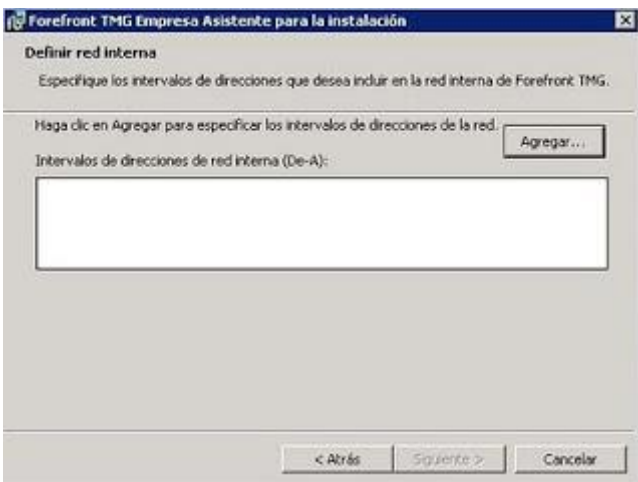 Forefront TMG Empresa Asistente para la instalación
Definir red interna
Especifique los intervalos de direcciones que desea incluir en la red interna de Forefront TMG.
Haga clic en Agregar para especificar los intervalos de direcciones de la red.
Agregar...
Intervalos de direcciones de red interna (De-A):
< Atrás
Siguiente >
Cancelar